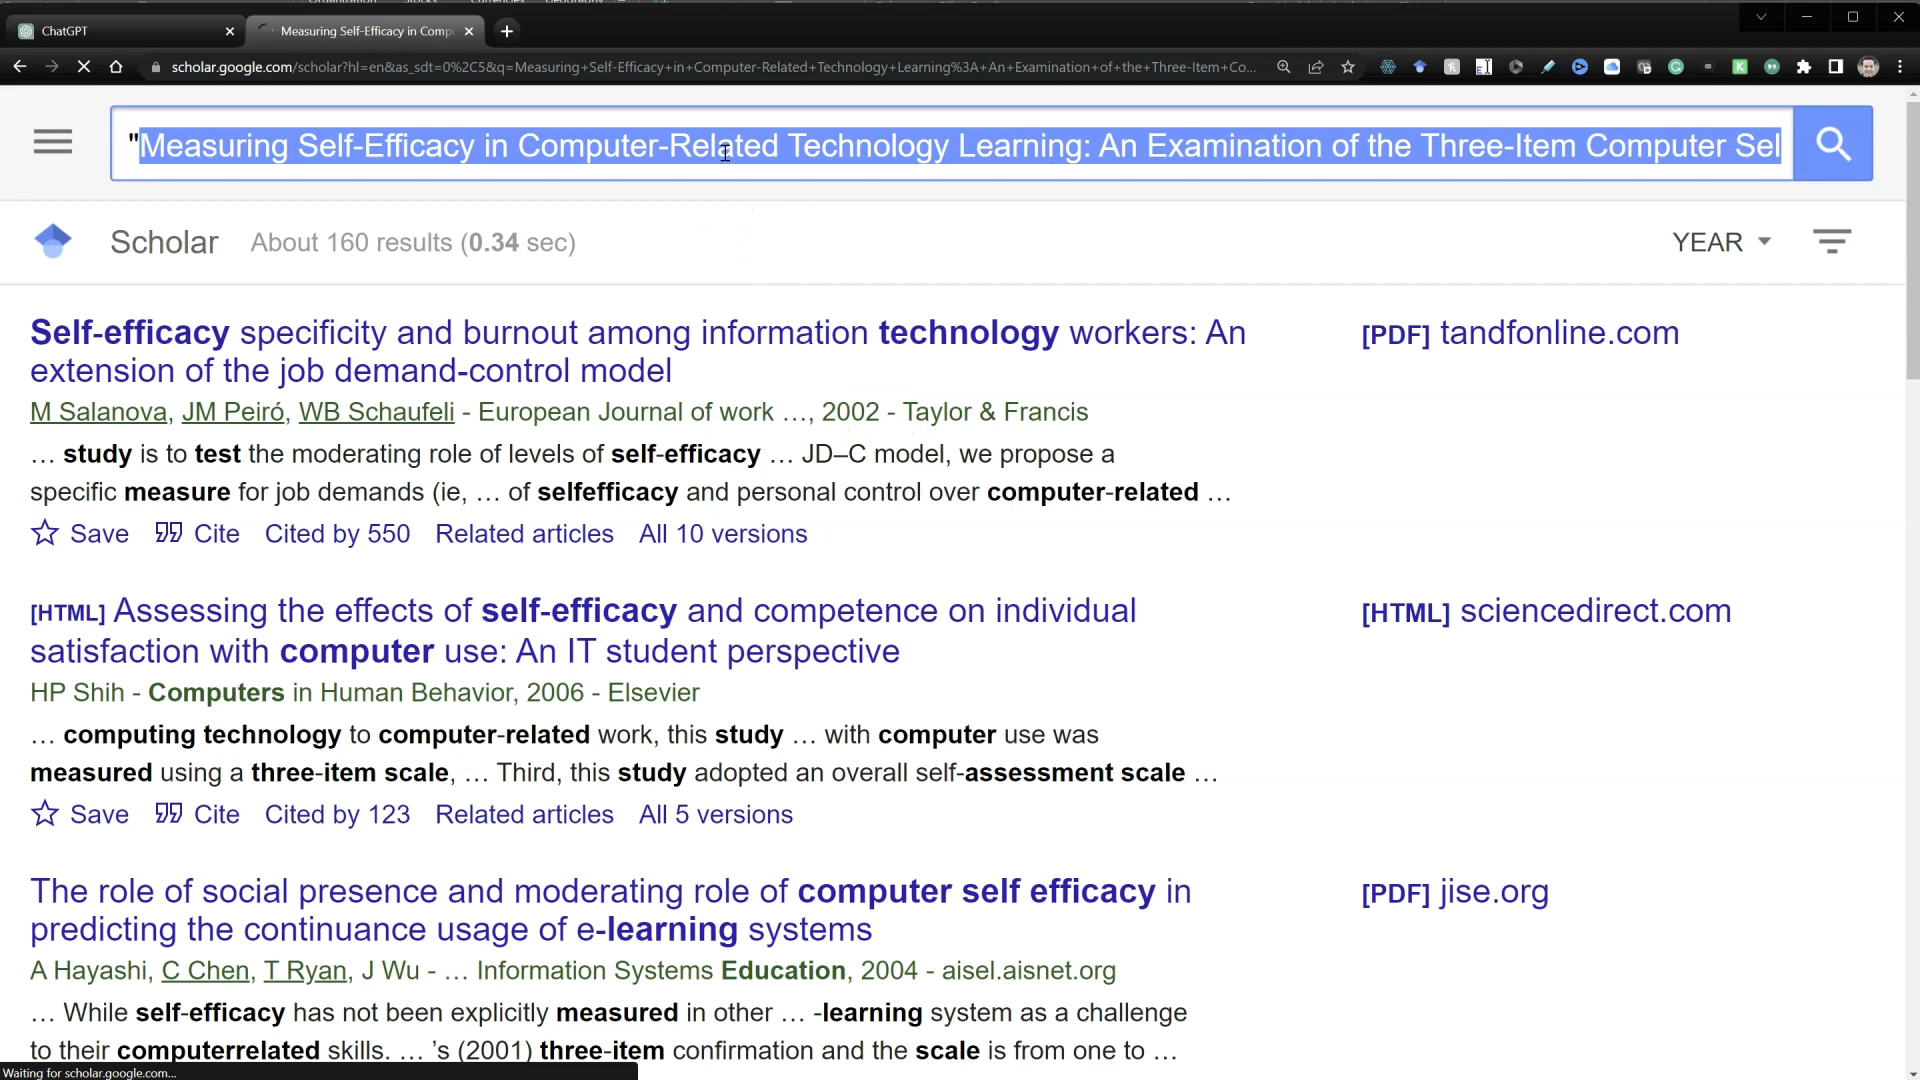 ChatGPT
Measuring Self-Efficacy in Comp
scholar.google.com/scholar?hl=en&as_sdt=0%2C5&q=Measuring+Self-Efficacy+in+Computer-Related+Technology+Learning%3A+An+Examination+of+the+Three-Item+Co...
"Measuring Self-Efficacy in Computer-Related Technology Learning: An Examination of the Three-Item Computer Sel
Scholar About 160 results (0.34 sec) YEAR
Self-efficacy specificity and burnout among information technology workers: An [PDF] tandfonline.com
extension of the job demand-control model
M Salanova, JM Peiró, WB Schaufeli - European Journal of work …, 2002 - Taylor & Francis
… study is to test the moderating role of levels of self-efficacy … JD–C model, we propose a
specific measure for job demands (ie, … of selfefficacy and personal control over computer-related …
Save Cite Cited by 550 Related articles All 10 versions
[HTML] Assessing the effects of self-efficacy and competence on individual [HTML] sciencedirect.com
satisfaction with computer use: An IT student perspective
HP Shih - Computers in Human Behavior, 2006 - Elsevier
… computing technology to computer-related work, this study … with computer use was
measured using a three-item scale, … Third, this study adopted an overall self-assessment scale …
Save Cite Cited by 123 Related articles All 5 versions
The role of social presence and moderating role of computer self efficacy in [PDF] jise.org
predicting the continuance usage of e-learning systems
A Hayashi, C Chen, T Ryan, J Wu - … Information Systems Education, 2004 - aisel.aisnet.org
… While self-efficacy has not been explicitly measured in other … -learning system as a challenge
to their computerrelated skills. … 's (2001) three-item confirmation and the scale is from one to …
Waiting for scholar.google.com...